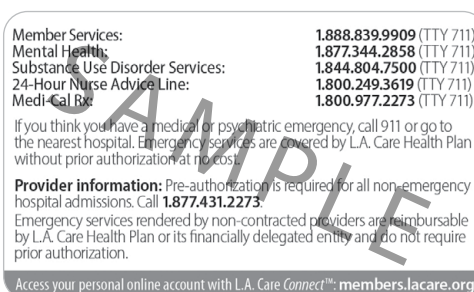 Member Services: 1.888.839.9909 (TTY 711)
Mental Health: 1.877.344.2858 (TTY 711)
Substance Use Disorder Services: 1.844.804.7500 (TTY 711)
24-Hour Nurse Advice Line: 1.800.249.3619 (TTY 711)
Medi-Cal Rx: 1.800.977.2273 (TTY 711)
If you think you have a medical or psychiatric emergency, call 911 or go to
the nearest hospital. Emergency services are covered by L.A. Care Health Plan
without prior authorization at no cost.
Provider information: Pre-authorization is required for all non-emergency
hospital admissions. Call 1.877.431.2273.
Emergency services rendered by non-contracted providers are reimbursable
by L.A. Care Health Plan or its financially delegated entity and do not require
prior authorization.
Access your personal online account with L.A. Care Connect™: members.lacare.org
SAMPLE